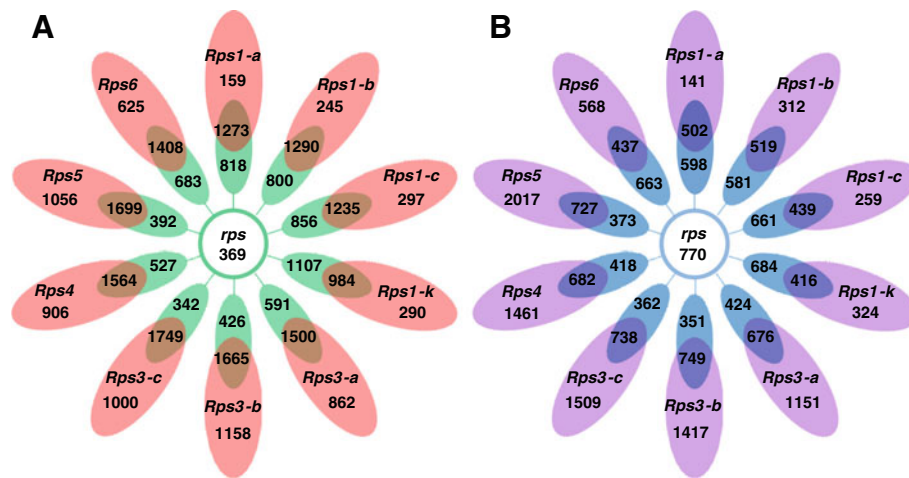 A
Rps1-a
159
1273
818
Rps1-b
245
1290
800
Rps1-c
297
1235
856
Rps1-k
290
984
1107
Rps3-a
862
1500
591
Rps3-b
1158
1665
426
Rps3-c
1000
1749
342
Rps4
906
1564
527
Rps5
1056
1699
392
Rps6
625
1408
683
rps
369
B
Rps1-a
141
502
598
Rps1-b
312
519
581
Rps1-c
259
439
661
Rps1-k
324
416
684
Rps3-a
1151
676
424
Rps3-b
1417
749
351
Rps3-c
1509
738
362
Rps4
1461
682
418
Rps5
2017
727
373
Rps6
568
437
663
rps
770